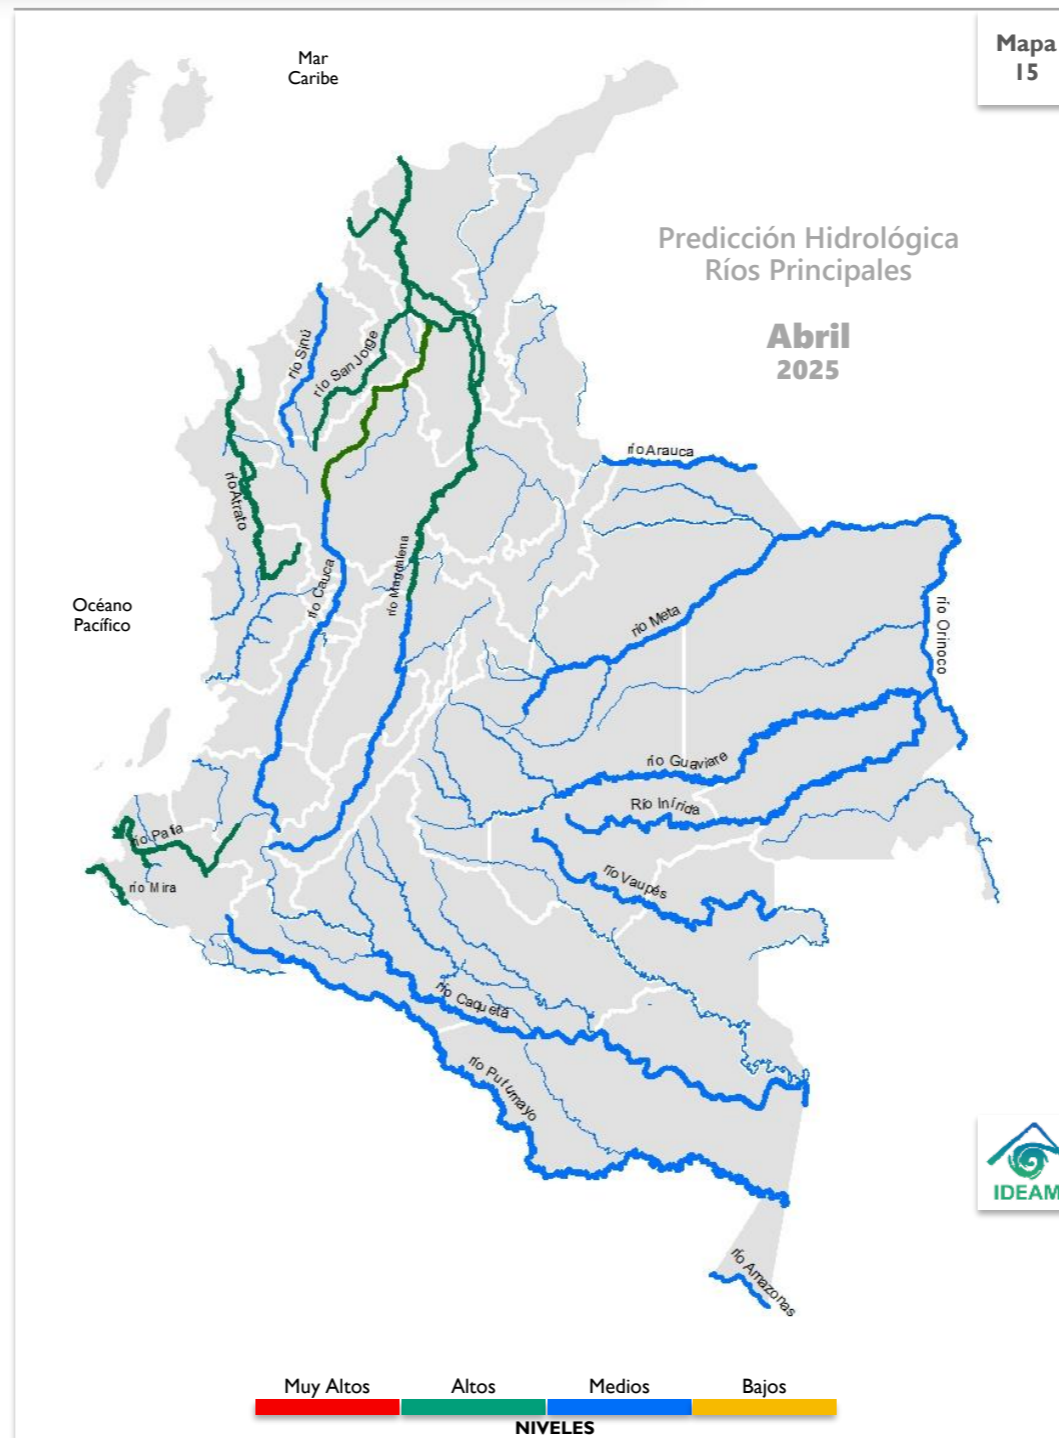 Mar
Caribe
Mapa
15
Predicción Hidrológica
Ríos Principales
Abril
2025
río Sinú
río San Jorge
río Arauca
río Atrato
río Magdalena
río Cauca
Océano
Pacífico
río Meta
río Orinoco
río Guaviare
Río Inírida
río Patía
río Mira
río Vaupés
río Caquetá
río Putumayo
IDEAM
río Amazonas
Muy Altos
Altos
Medios
Bajos
NIVELES